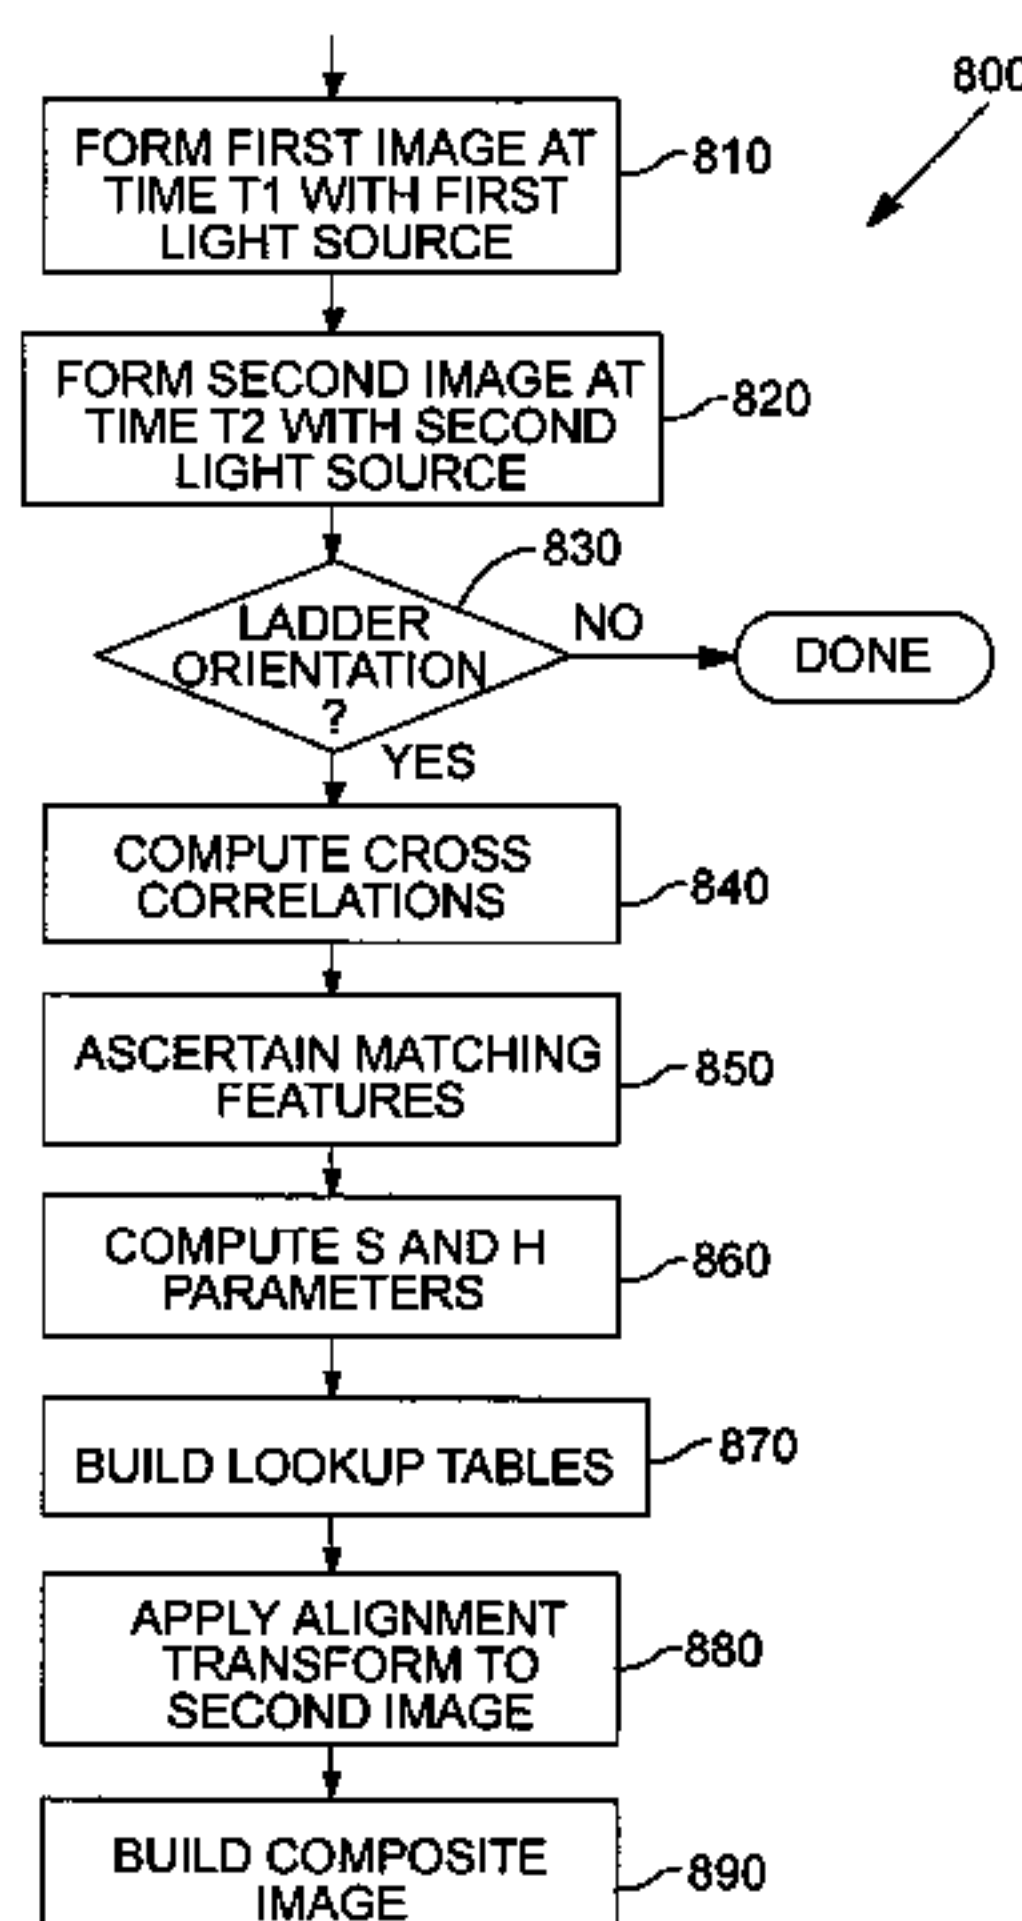 800
FORM FIRST IMAGE AT
TIME T1 WITH FIRST
LIGHT SOURCE
810
FORM SECOND IMAGE AT
TIME T2 WITH SECOND
LIGHT SOURCE
820
830
LADDER
ORIENTATION
?
NO
DONE
YES
COMPUTE CROSS
CORRELATIONS
840
ASCERTAIN MATCHING
FEATURES
850
COMPUTE S AND H
PARAMETERS
860
BUILD LOOKUP TABLES
870
APPLY ALIGNMENT
TRANSFORM TO
SECOND IMAGE
880
BUILD COMPOSITE
IMAGE
890